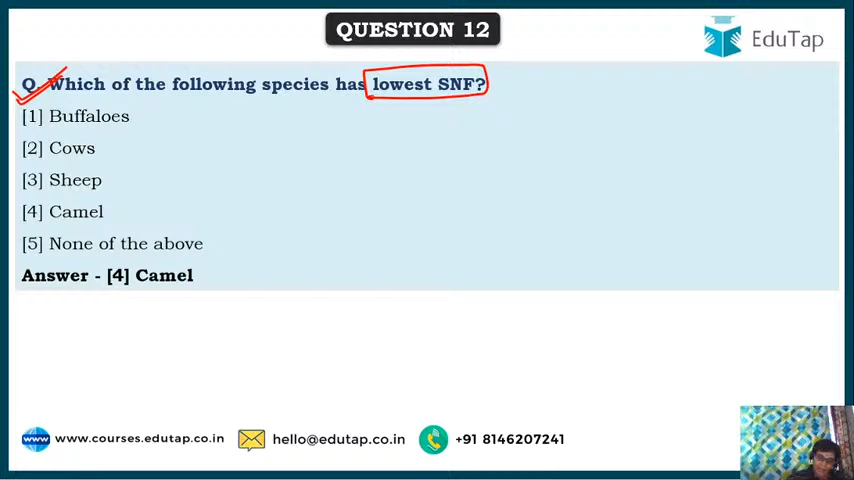 QUESTION 12
EduTap
Q. Which of the following species has lowest SNF?
[1] Buffaloes
[2] Cows
[3] Sheep
[4] Camel
[5] None of the above
Answer - [4] Camel
www www.courses.edutap.co.in hello@edutap.co.in +91 8146207241